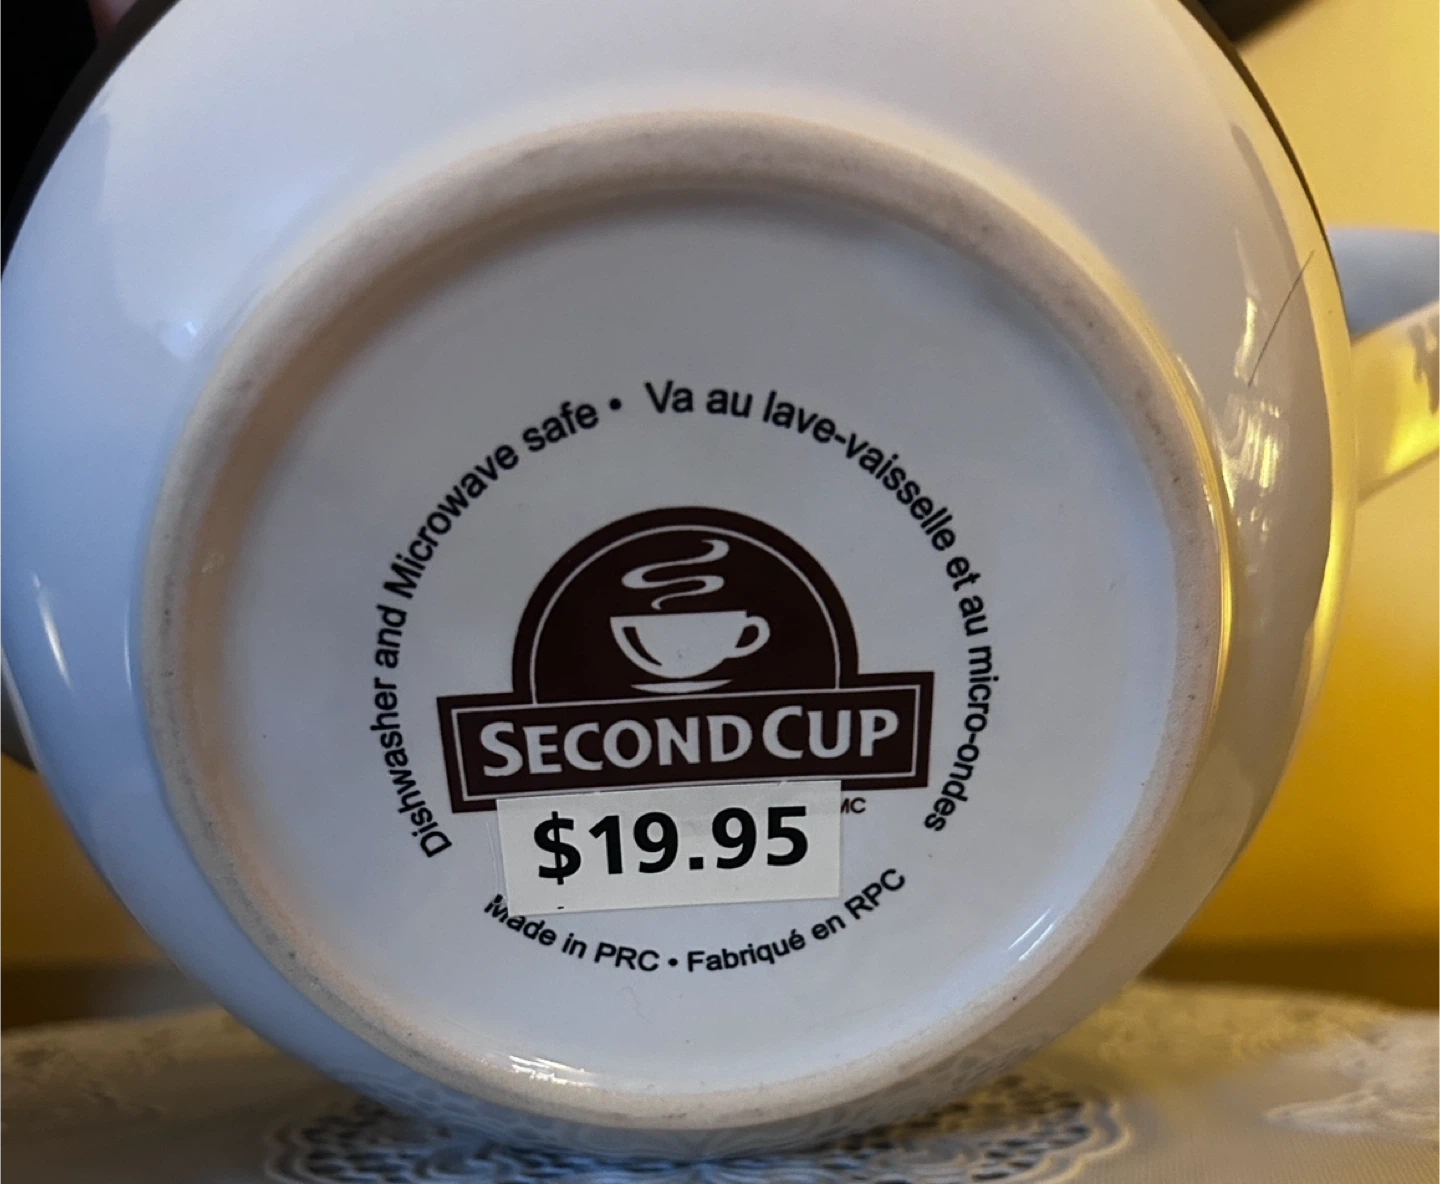 Dishwasher and Microwave safe • Va au lave-vaisselle et au micro-ondes
SECOND CUP
MC
$19.95
Made in PRC • Fabriqué en RPC